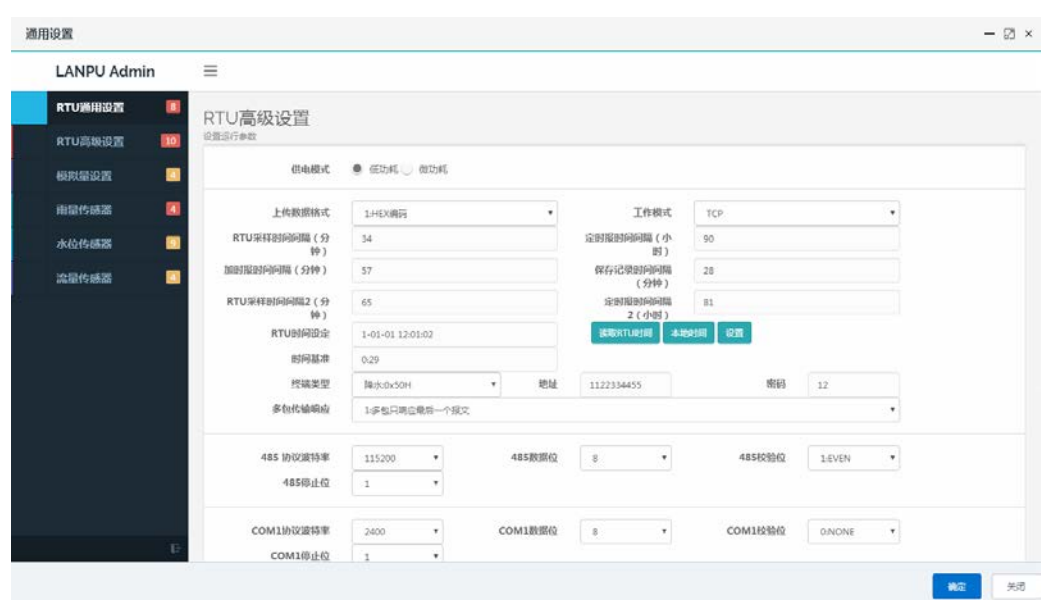 通用设置
LANPU Admin
RTU通用设置 8
RTU高级设置 10
模拟量设置 4
雨量传感器 4
水位传感器 9
流量传感器 4
RTU高级设置
设置运行参数
供电模式 低功耗 微功耗
上传数据格式 1:HEX编码 工作模式 TCP
RTU采样时间间隔（分钟） 34 定时报时间间隔（小时） 90
加时报时间间隔（分钟） 57 保存记录时间间隔（分钟） 28
RTU采样时间间隔2（分钟） 65 定时报时间间隔2（小时） 81
RTU时间设定 1-01-01 12:01:02 读取RTU时间 本地时间 设置
时间基准 0:29
终端类型 降水:0x50H 地址 1122334455 密码 12
多包传输响应 1:多包只响应最后一个报文
485 协议波特率 115200 485数据位 8 485校验位 1:EVEN
485停止位 1
COM1协议波特率 2400 COM1数据位 8 COM1校验位 0:NONE
COM1停止位 1
确定 关闭